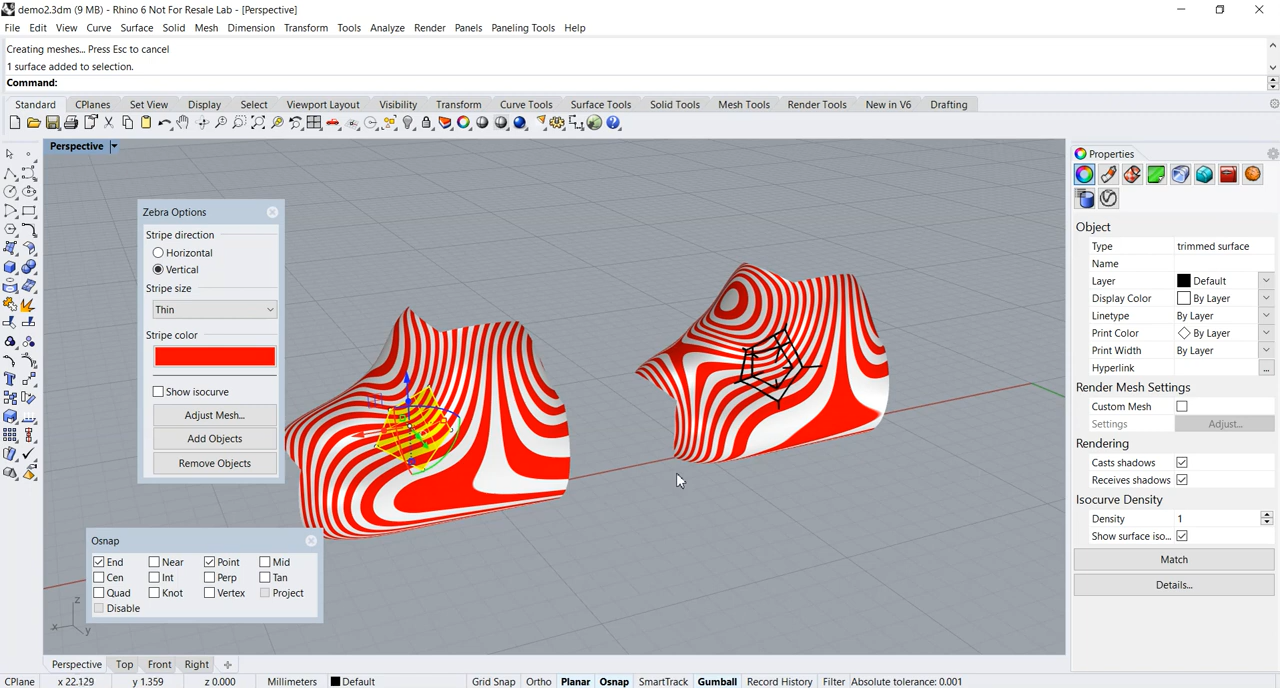 demo2.3dm (9 MB) - Rhino 6 Not For Resale Lab - [Perspective]
File Edit View Curve Surface Solid Mesh Dimension Transform Tools Analyze Render Panels Paneling Tools Help
Creating meshes... Press Esc to cancel
1 surface added to selection.
Command:
Standard CPlanes Set View Display Select Viewport Layout Visibility Transform Curve Tools Surface Tools Solid Tools Mesh Tools Render Tools New in V6 Drafting
Perspective
Zebra Options
Stripe direction
Horizontal
Vertical
Stripe size
Thin
Stripe color
Show isocurve
Adjust Mesh...
Add Objects
Remove Objects
Osnap
End Near Point Mid
Cen Int Perp Tan
Quad Knot Vertex Project
Disable
z
x y
Properties
Object
Type trimmed surface
Name
Layer Default
Display Color By Layer
Linetype By Layer
Print Color By Layer
Print Width By Layer
Hyperlink ...
Render Mesh Settings
Custom Mesh
Settings Adjust...
Rendering
Casts shadows
Receives shadows
Isocurve Density
Density 1
Show surface iso...
Match
Details...
Perspective Top Front Right
CPlane x 22.129 y 1.359 z 0.000 Millimeters Default Grid Snap Ortho Planar Osnap SmartTrack Gumball Record History Filter Absolute tolerance: 0.001